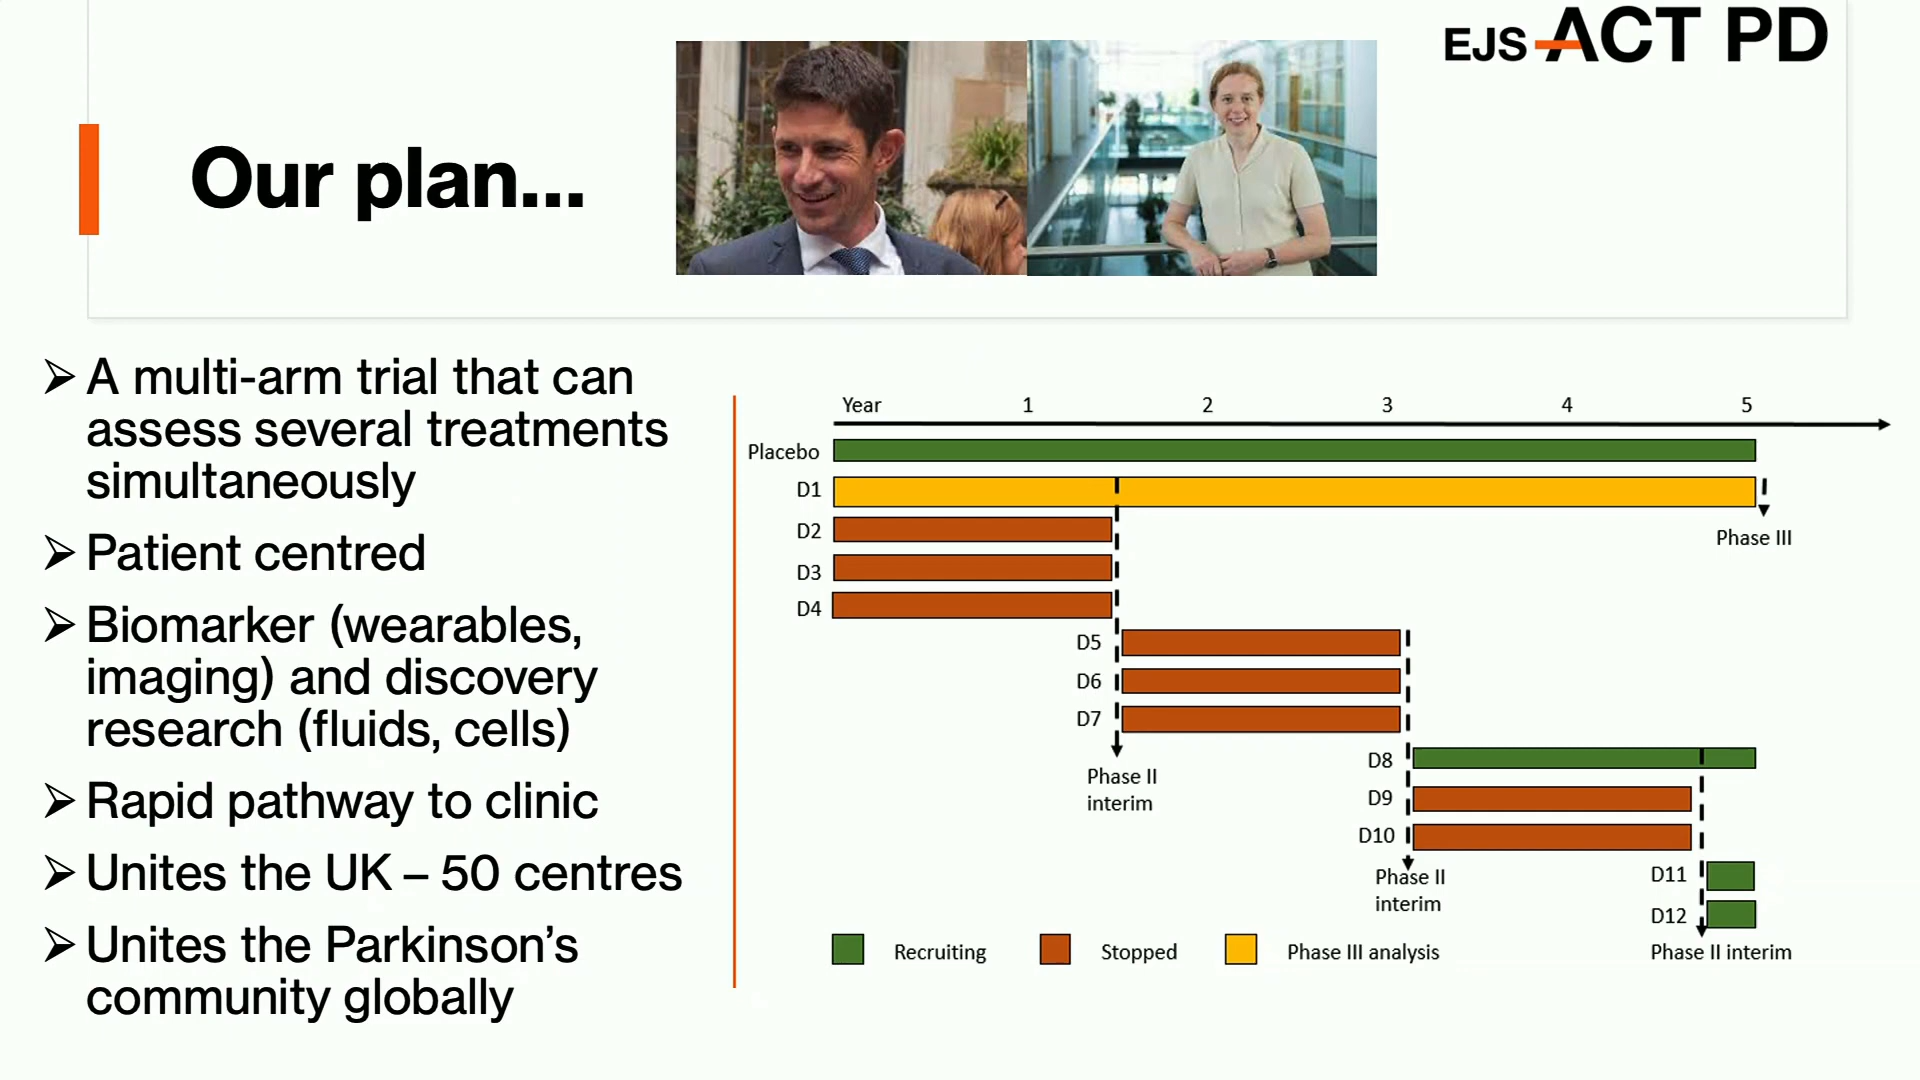 EJS ACT PD
Our plan...
➢ A multi-arm trial that can
assess several treatments
simultaneously
➢ Patient centred
➢ Biomarker (wearables,
imaging) and discovery
research (fluids, cells)
➢ Rapid pathway to clinic
➢ Unites the UK – 50 centres
➢ Unites the Parkinson’s
community globally
Year 1 2 3 4 5
Placebo
D1
D2
Phase III
D3
D4
D5
D6
D7
D8
Phase II
interim
D9
D10
D11
Phase II
interim
D12
Recruiting Stopped Phase III analysis
Phase II interim